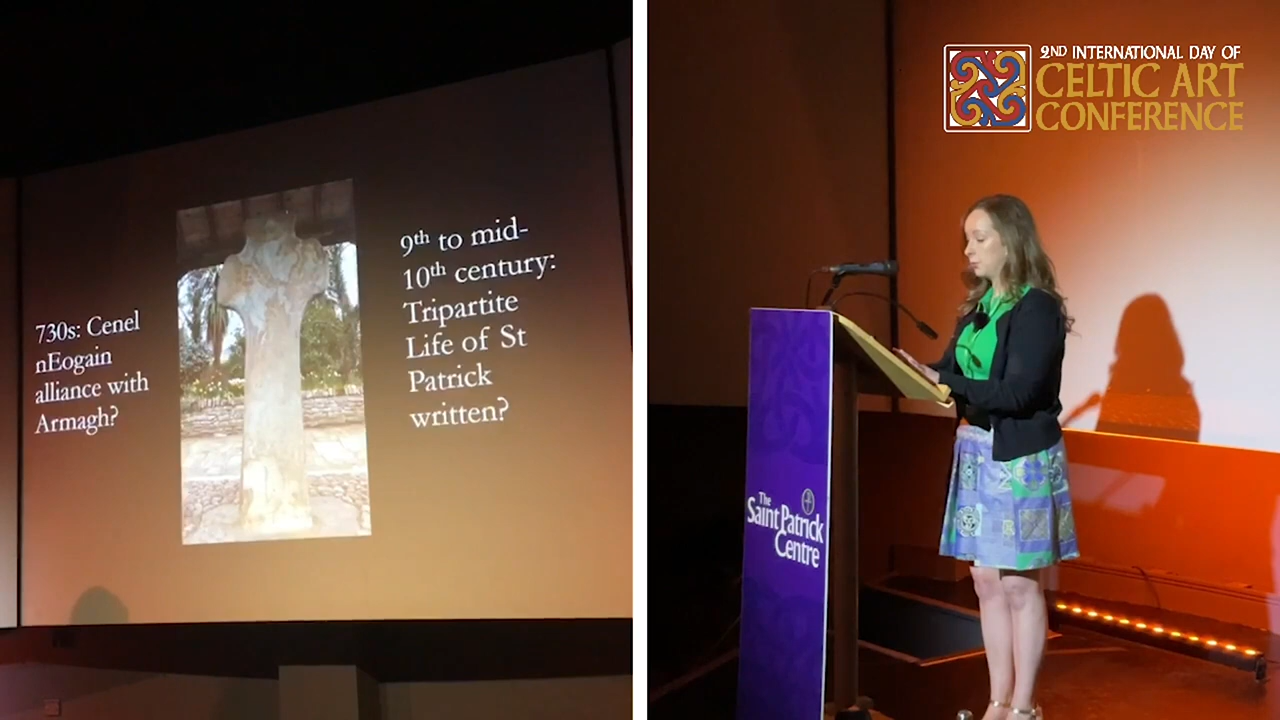 730s: Cenel
nEogain
alliance with
Armagh?
9th to mid-
10th century:
Tripartite
Life of St
Patrick
written?
2ND INTERNATIONAL DAY OF
CELTIC ART
CONFERENCE
The
Saint Patrick
Centre